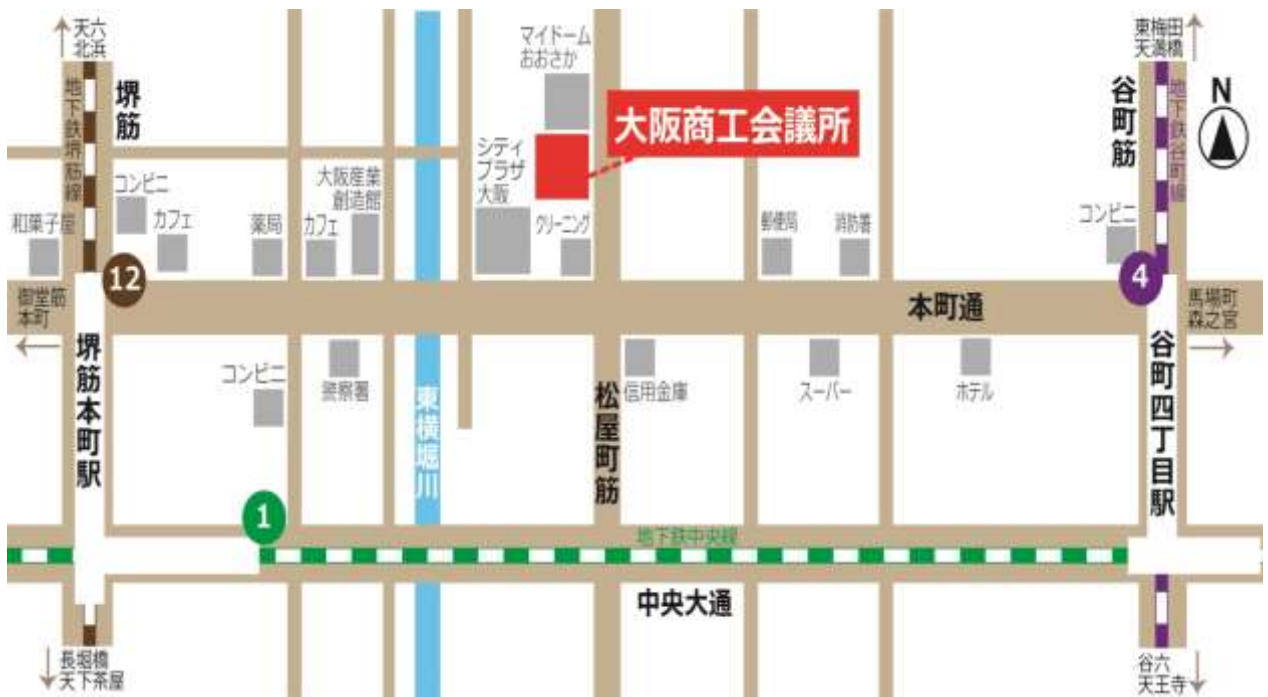 天六
北浜
地下鉄堺筋線
堺筋
マイドーム
おおさか
大阪商工会議所
東梅田
天満橋
谷町筋
地下鉄谷町線
N
和菓子屋
コンビニ
カフェ
薬局
カフェ
大阪産業
創造館
シティ
プラザ
大阪
クリーニング
郵便局
消防署
コンビニ
12
4
御堂筋
本町
本町通
馬場町
森之宮
堺筋本町駅
コンビニ
警察署
東横堀川
松屋町筋
信用金庫
スーパー
ホテル
谷町四丁目駅
1
地下鉄中央線
中央大通
長堀橋
天下茶屋
谷六
天王寺